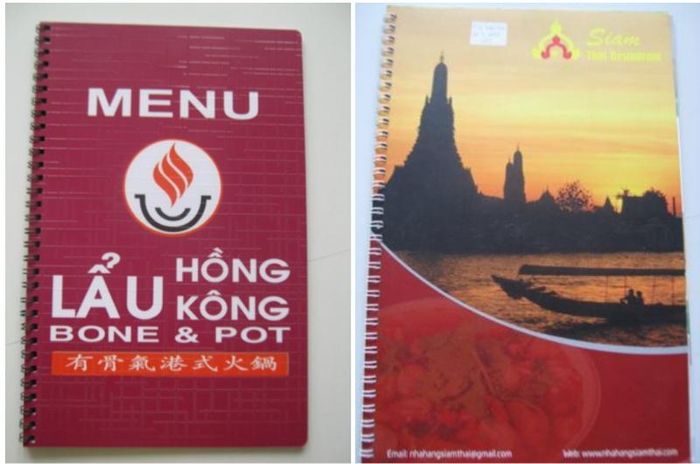 MENU
LẨU HỒNG KÔNG
BONE & POT
有骨氣港式火鍋
Siam
Thai Restaurant
Email: nhahangsiamthai@gmail.com
Web: www.nhahangsiamthai.com